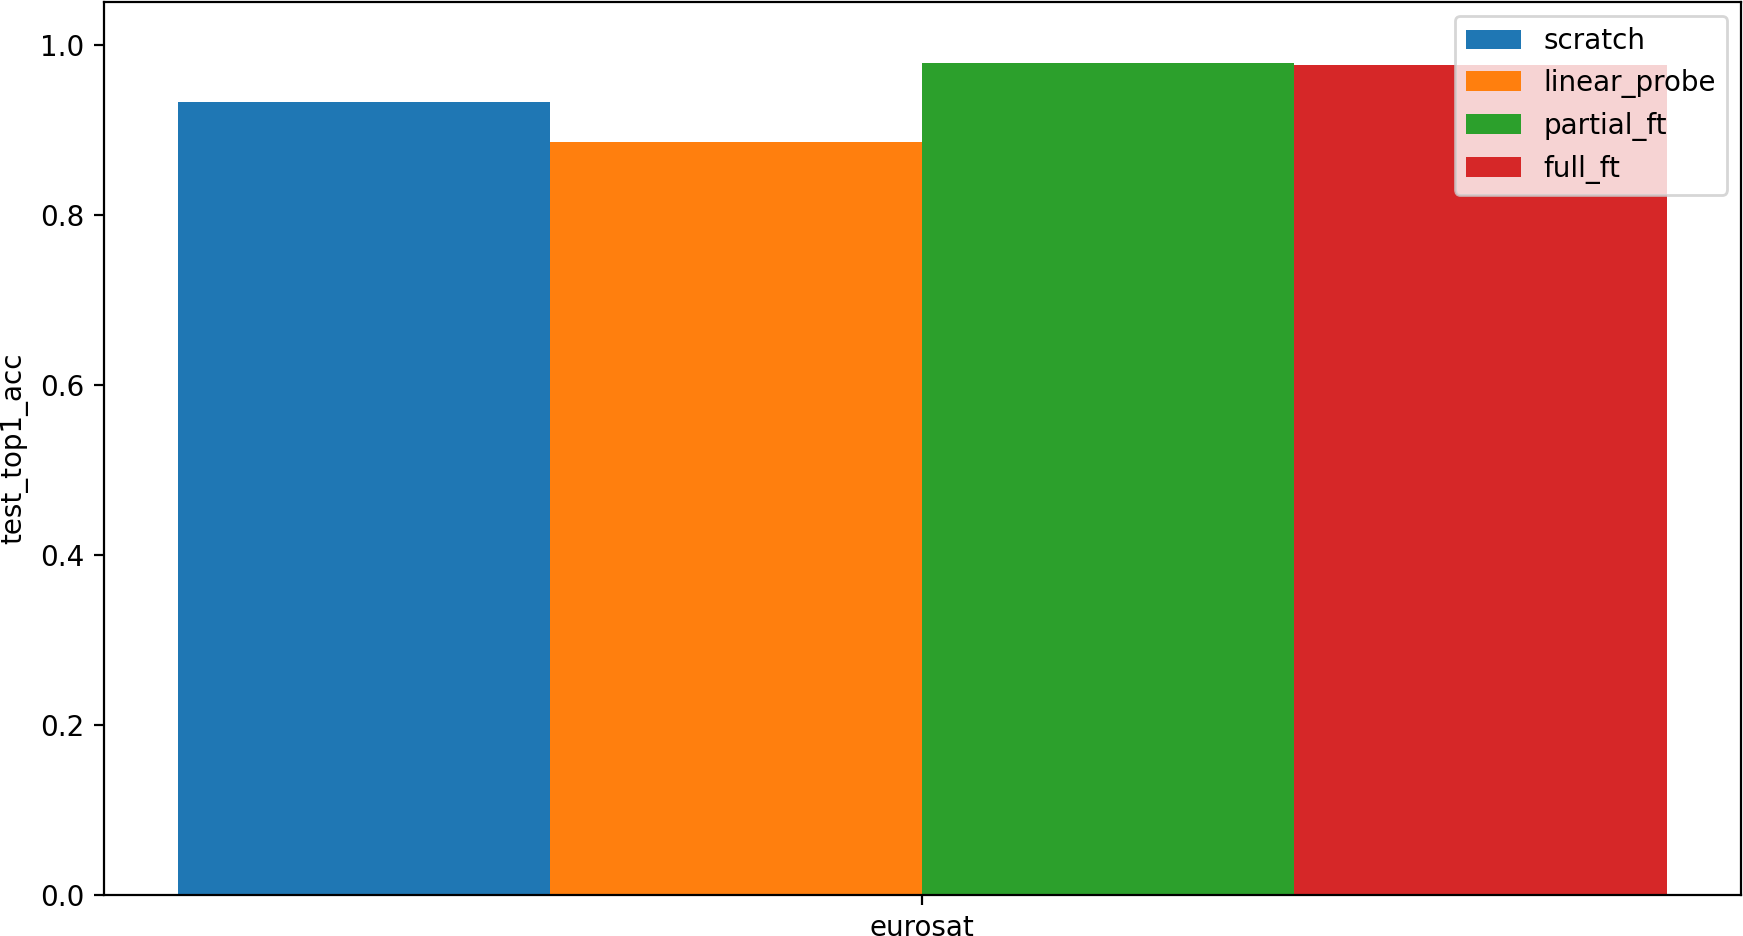 1.0
0.8
0.6
0.4
0.2
0.0
test_top1_acc
eurosat
scratch
linear_probe
partial_ft
full_ft